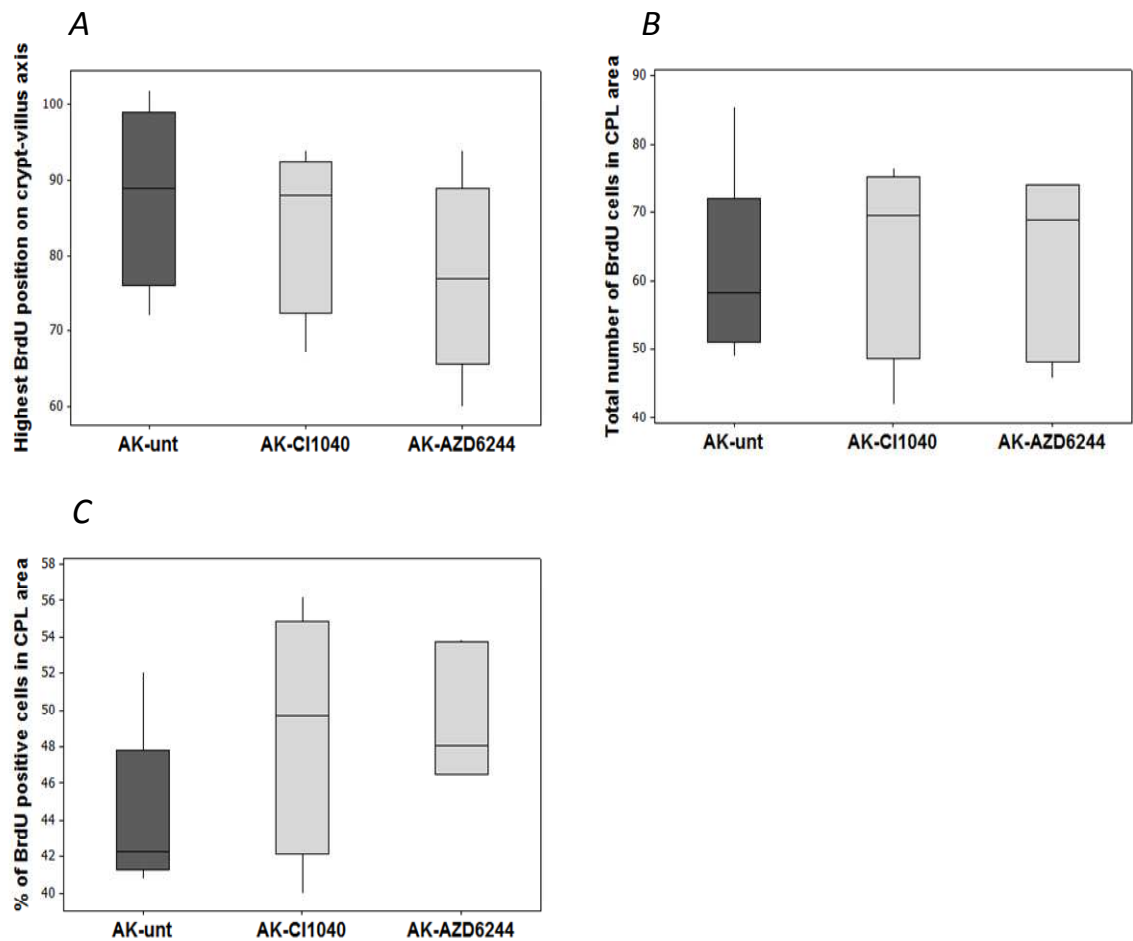 A
Highest BrdU position on crypt-villus axis
100
90
80
70
60
AK-unt AK-CI1040 AK-AZD6244
B
Total number of BrdU cells in CPL area
90
80
70
60
50
40
AK-unt AK-CI1040 AK-AZD6244
C
% of BrdU positive cells in CPL area
58
56
54
52
50
48
46
44
42
40
AK-unt AK-CI1040 AK-AZD6244